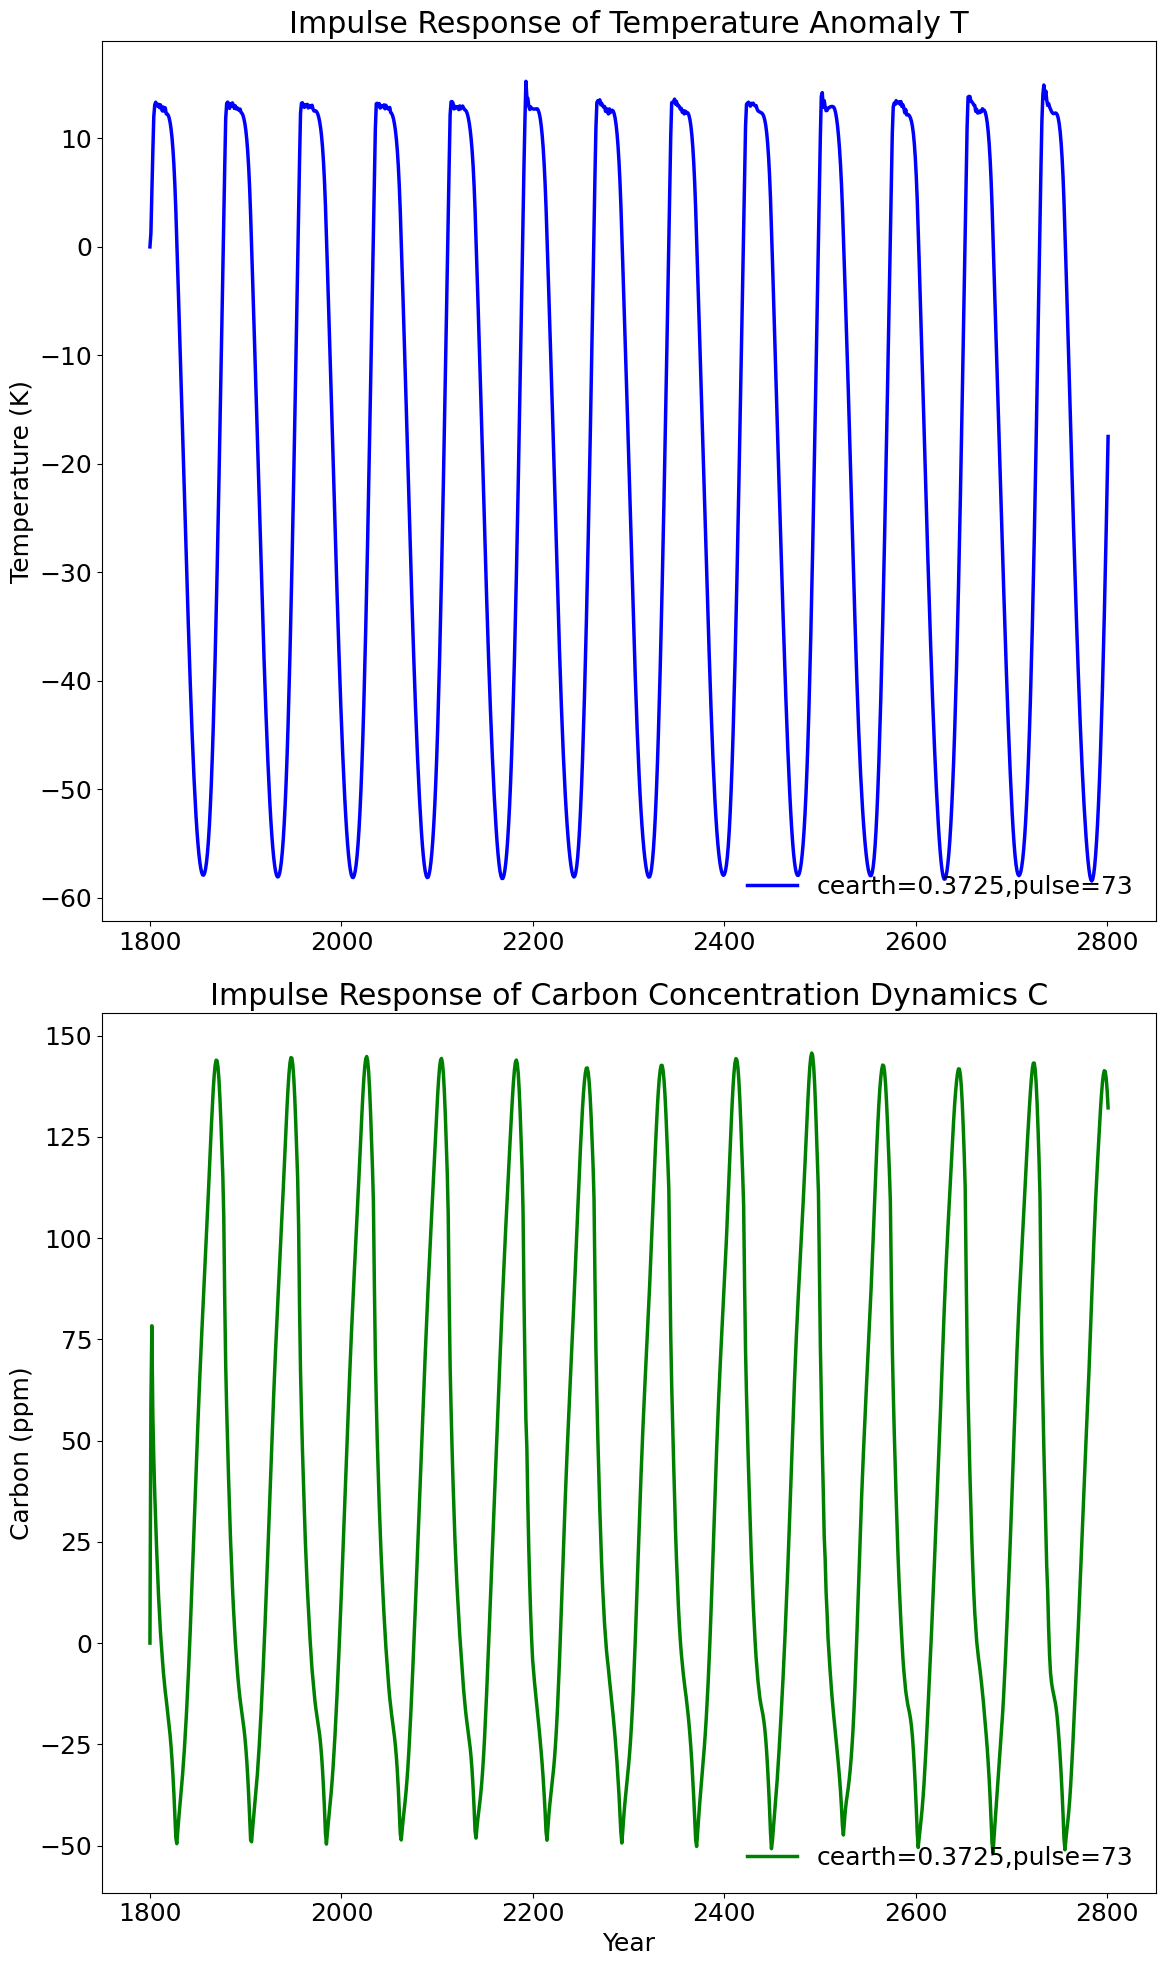 Impulse Response of Temperature Anomaly T
Temperature (K)
10
0
−10
−20
−30
−40
−50
−60
cearth=0.3725,pulse=73
1800 2000 2200 2400 2600 2800
Impulse Response of Carbon Concentration Dynamics C
Carbon (ppm)
150
125
100
75
50
25
0
−25
−50
cearth=0.3725,pulse=73
1800 2000 2200 2400 2600 2800
Year